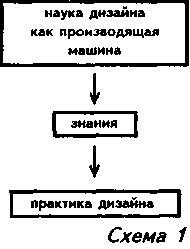 наука дизайна
как производящая
машина
знания
практика дизайна
Схема 1